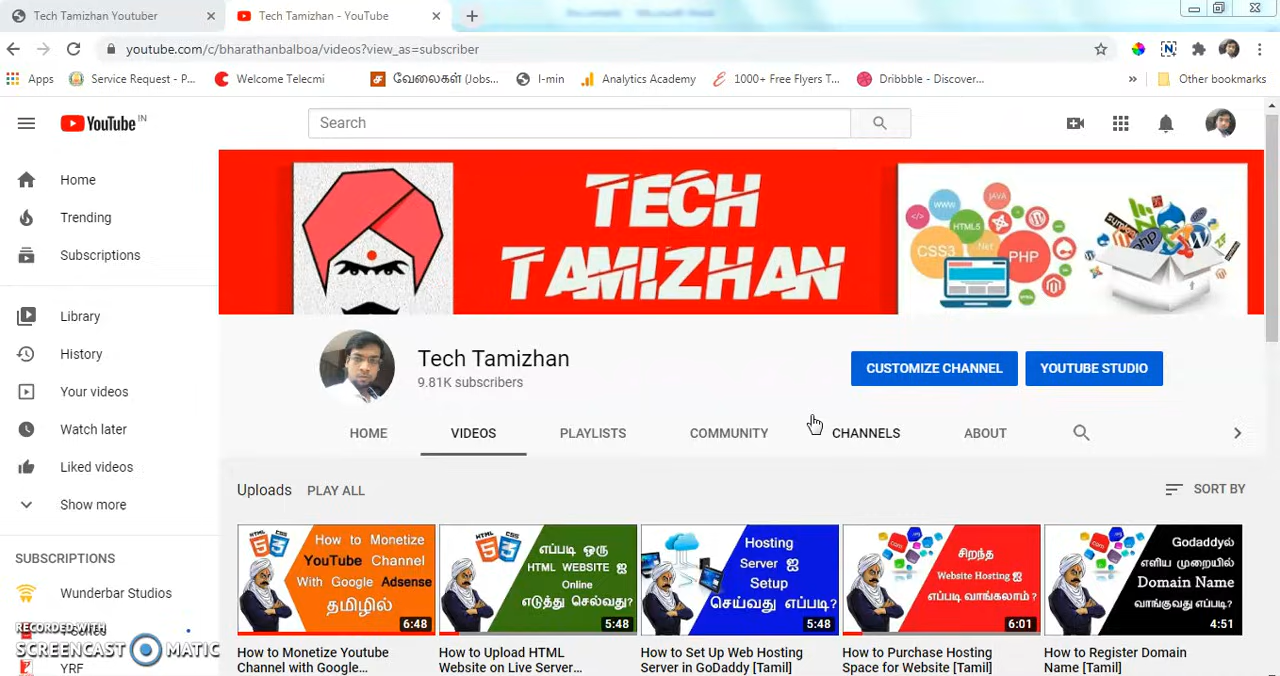 Tech Tamizhan Youtuber
Tech Tamizhan - YouTube
youtube.com/c/bharathanbalboa/videos?view_as=subscriber
Apps
Service Request - P...
Welcome Telecmi
வேலைகள் (Jobs...
I-min
Analytics Academy
1000+ Free Flyers T...
Dribbble - Discover...
Other bookmarks
YouTube IN
Search
Home
Trending
Subscriptions
Library
History
Your videos
Watch later
Liked videos
Show more
SUBSCRIPTIONS
Wunderbar Studios
YRF
RECORDED WITH
SCREENCAST MATIC
TECH
TAMIZHAN
WWW
JAVA
HTML5
CSS3
.Net
PHP
php
Tech Tamizhan
9.81K subscribers
CUSTOMIZE CHANNEL
YOUTUBE STUDIO
HOME
VIDEOS
PLAYLISTS
COMMUNITY
CHANNELS
ABOUT
Uploads
PLAY ALL
SORT BY
HTML CSS
How to Monetize
YouTube Channel
With Google Adsense
தமிழில்
6:48
How to Monetize Youtube
Channel with Google...
HTML CSS
எப்படி ஒரு
HTML WEBSITE ஐ
Online
எடுத்து செல்வது?
5:48
How to Upload HTML
Website on Live Server...
Hosting
Server ஐ
Setup
செய்வது எப்படி?
5:48
How to Set Up Web Hosting
Server in GoDaddy [Tamil]
சிறந்த
Website Hosting ஐ
எப்படி வாங்கலாம் ?
6:01
How to Purchase Hosting
Space for Website [Tamil]
Godaddyல்
எளிய முறையில்
Domain Name
வாங்குவது எப்படி?
4:51
How to Register Domain
Name [Tamil]